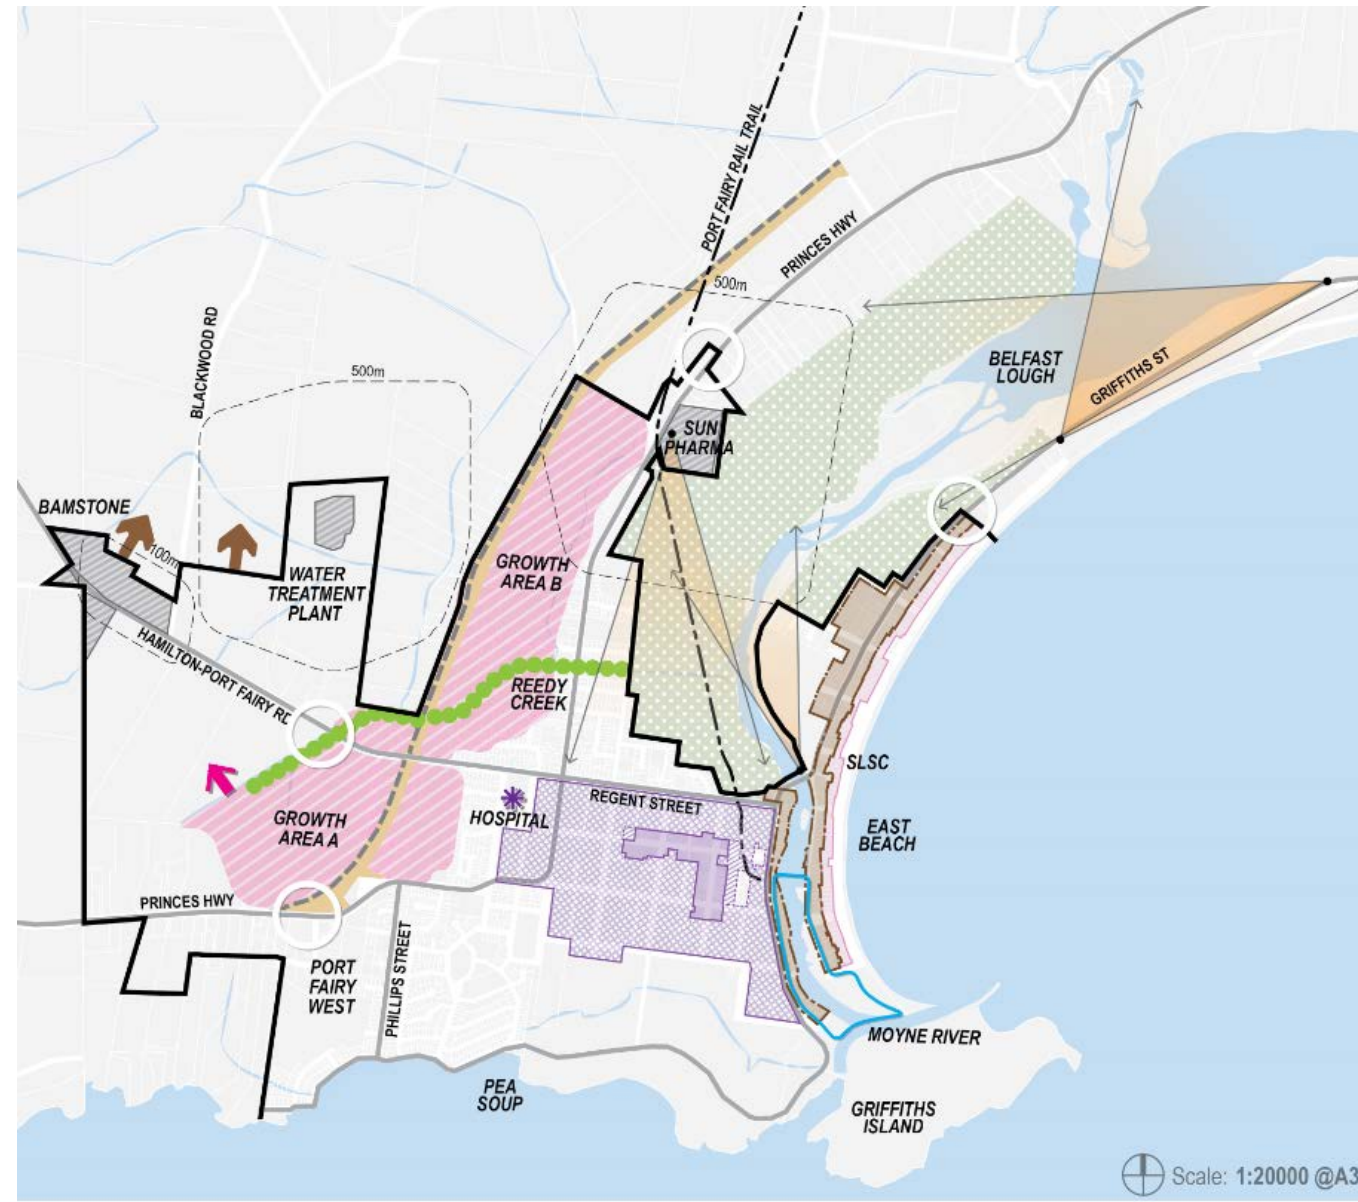 PORT FAIRY RAIL TRAIL
PRINCES HWY
500m
BLACKWOOD RD
500m
BELFAST
LOUGH
GRIFFITHS ST
SUN
PHARMA
BAMSTONE
100m
WATER
TREATMENT
PLANT
GROWTH
AREA B
HAMILTON-PORT FAIRY RD
REEDY
CREEK
SLSC
GROWTH
AREA A
HOSPITAL
REGENT STREET
EAST
BEACH
PRINCES HWY
PORT
FAIRY
WEST
PHILLIPS STREET
MOYNE RIVER
PEA
SOUP
GRIFFITHS
ISLAND
Scale: 1:20000 @A3